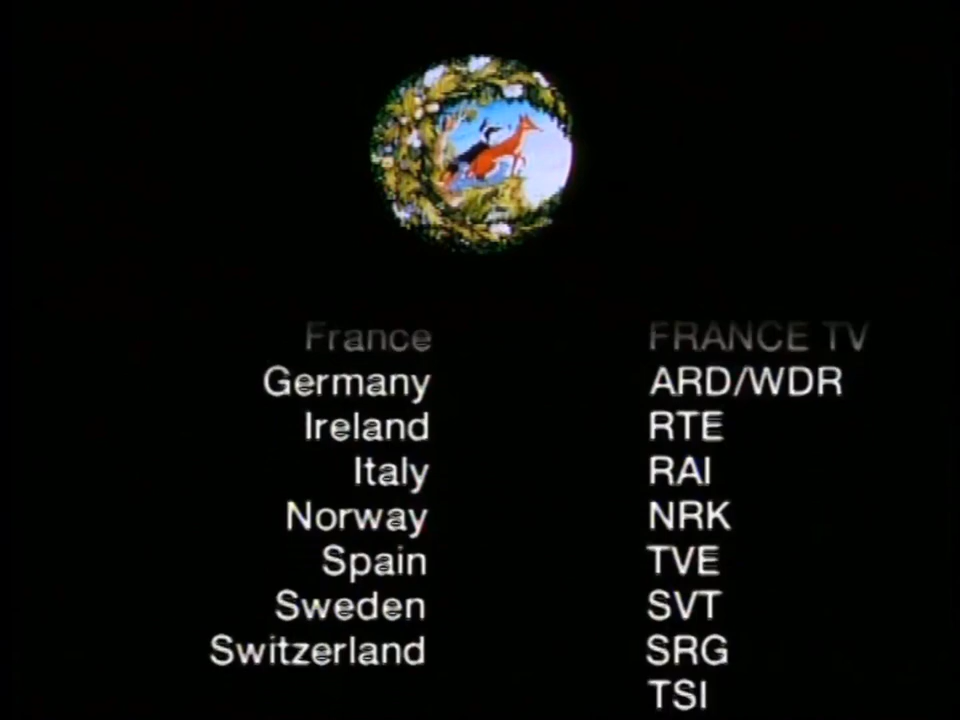 France FRANCE TV
Germany ARD/WDR
Ireland RTE
Italy RAI
Norway NRK
Spain TVE
Sweden SVT
Switzerland SRG
TSI